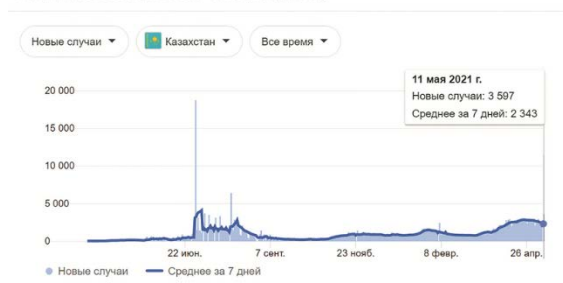 Новые случаи
Казахстан
Все время
11 мая 2021 г.
Новые случаи: 3 597
Среднее за 7 дней: 2 343
20 000
15 000
10 000
5 000
0
22 июн.
7 сент.
23 нояб.
8 февр.
26 апр.
Новые случаи
Среднее за 7 дней